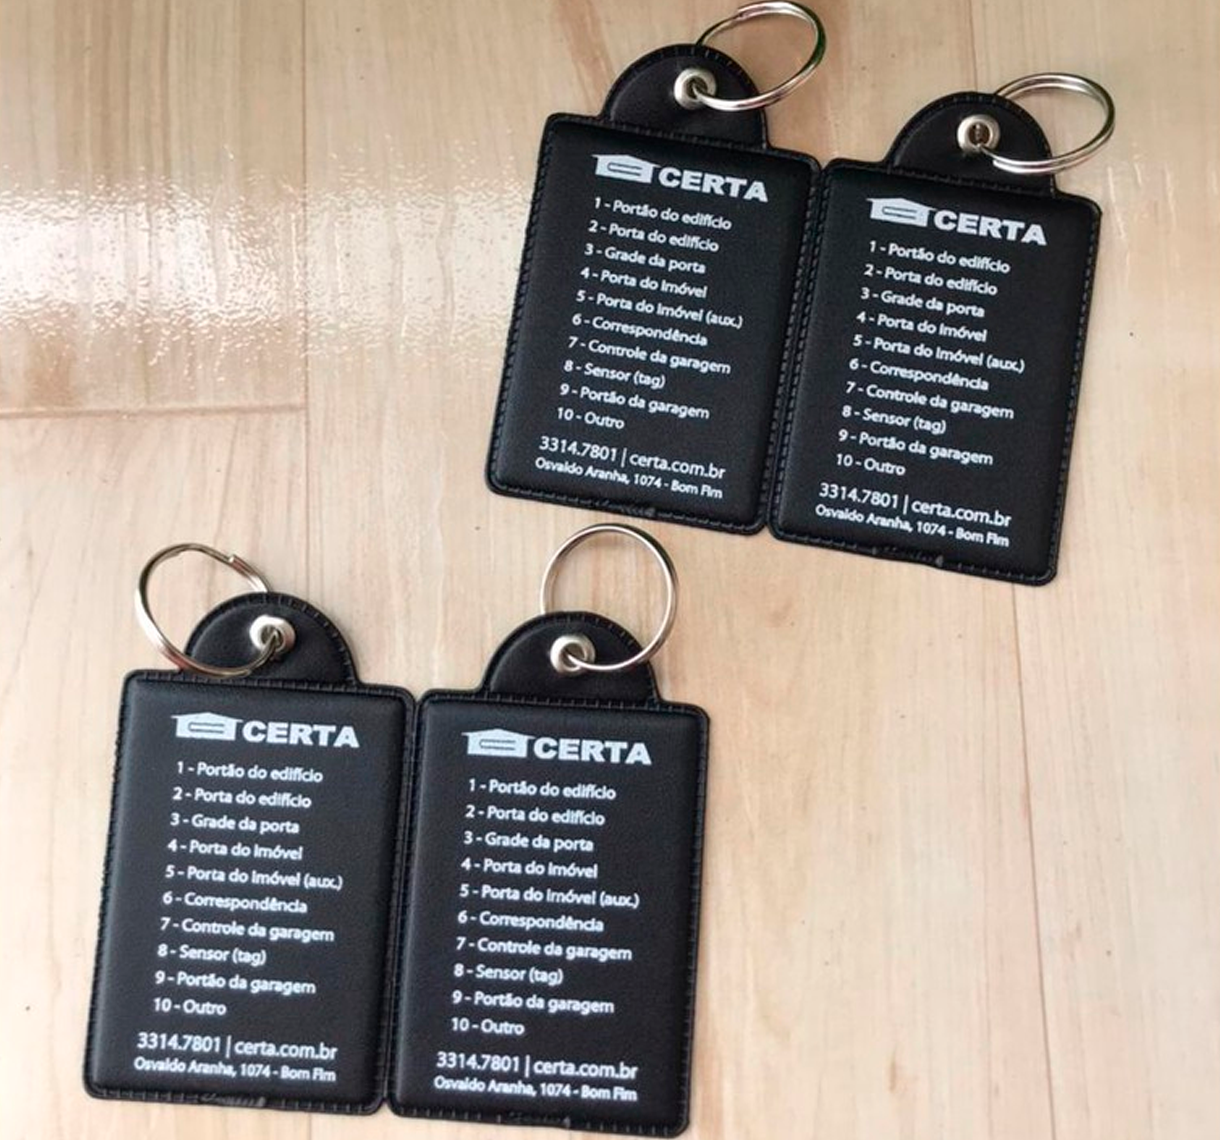 CERTA
1 - Portão do edifício
2 - Porta do edifício
3 - Grade da porta
4 - Porta do Imóvel
5 - Porta do Imóvel (aux.)
6 - Correspondência
7 - Controle da garagem
8 - Sensor (tag)
9 - Portão da garagem
10 - Outro
3314.7801 | certa.com.br
Osvaldo Aranha, 1074 - Bom Fim
CERTA
1 - Portão do edifício
2 - Porta do edifício
3 - Grade da porta
4 - Porta do Imóvel
5 - Porta do Imóvel (aux.)
6 - Correspondência
7 - Controle da garagem
8 - Sensor (tag)
9 - Portão da garagem
10 - Outro
3314.7801 | certa.com.br
Osvaldo Aranha, 1074 - Bom Fim
CERTA
1 - Portão do edifício
2 - Porta do edifício
3 - Grade da porta
4 - Porta do Imóvel
5 - Porta do Imóvel (aux.)
6 - Correspondência
7 - Controle da garagem
8 - Sensor (tag)
9 - Portão da garagem
10 - Outro
3314.7801 | certa.com.br
Osvaldo Aranha, 1074 - Bom Fim
CERTA
1 - Portão do edifício
2 - Porta do edifício
3 - Grade da porta
4 - Porta do Imóvel
5 - Porta do Imóvel (aux.)
6 - Correspondência
7 - Controle da garagem
8 - Sensor (tag)
9 - Portão da garagem
10 - Outro
3314.7801 | certa.com.br
Osvaldo Aranha, 1074 - Bom Fim